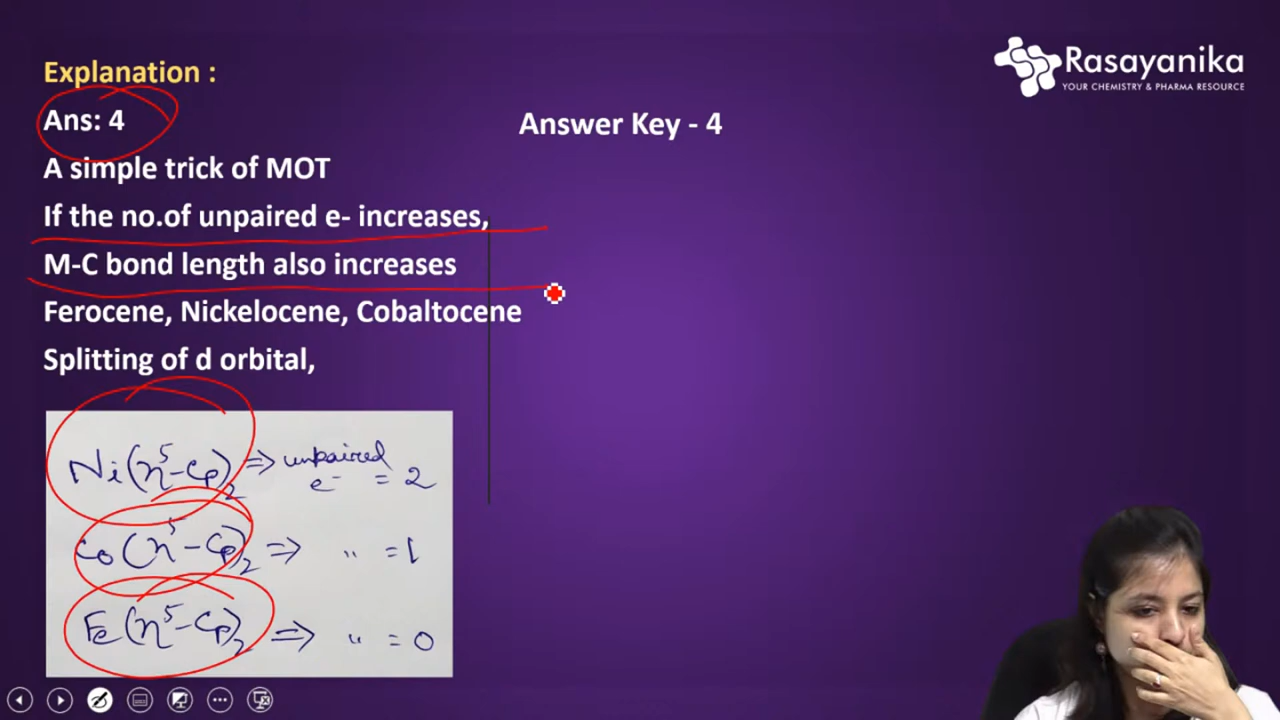 Explanation :
Rasayanika
YOUR CHEMISTRY & PHARMA RESOURCE
Ans: 4
Answer Key - 4
A simple trick of MOT
If the no.of unpaired e- increases,
M-C bond length also increases
Ferocene, Nickelocene, Cobaltocene
Splitting of d orbital,
Ni(η⁵-Cp)₂ ⇒ unpaired
e⁻ = 2
Co(η⁵-Cp)₂ ⇒ " = 1
Fe(η⁵-Cp)₂ ⇒ " = 0